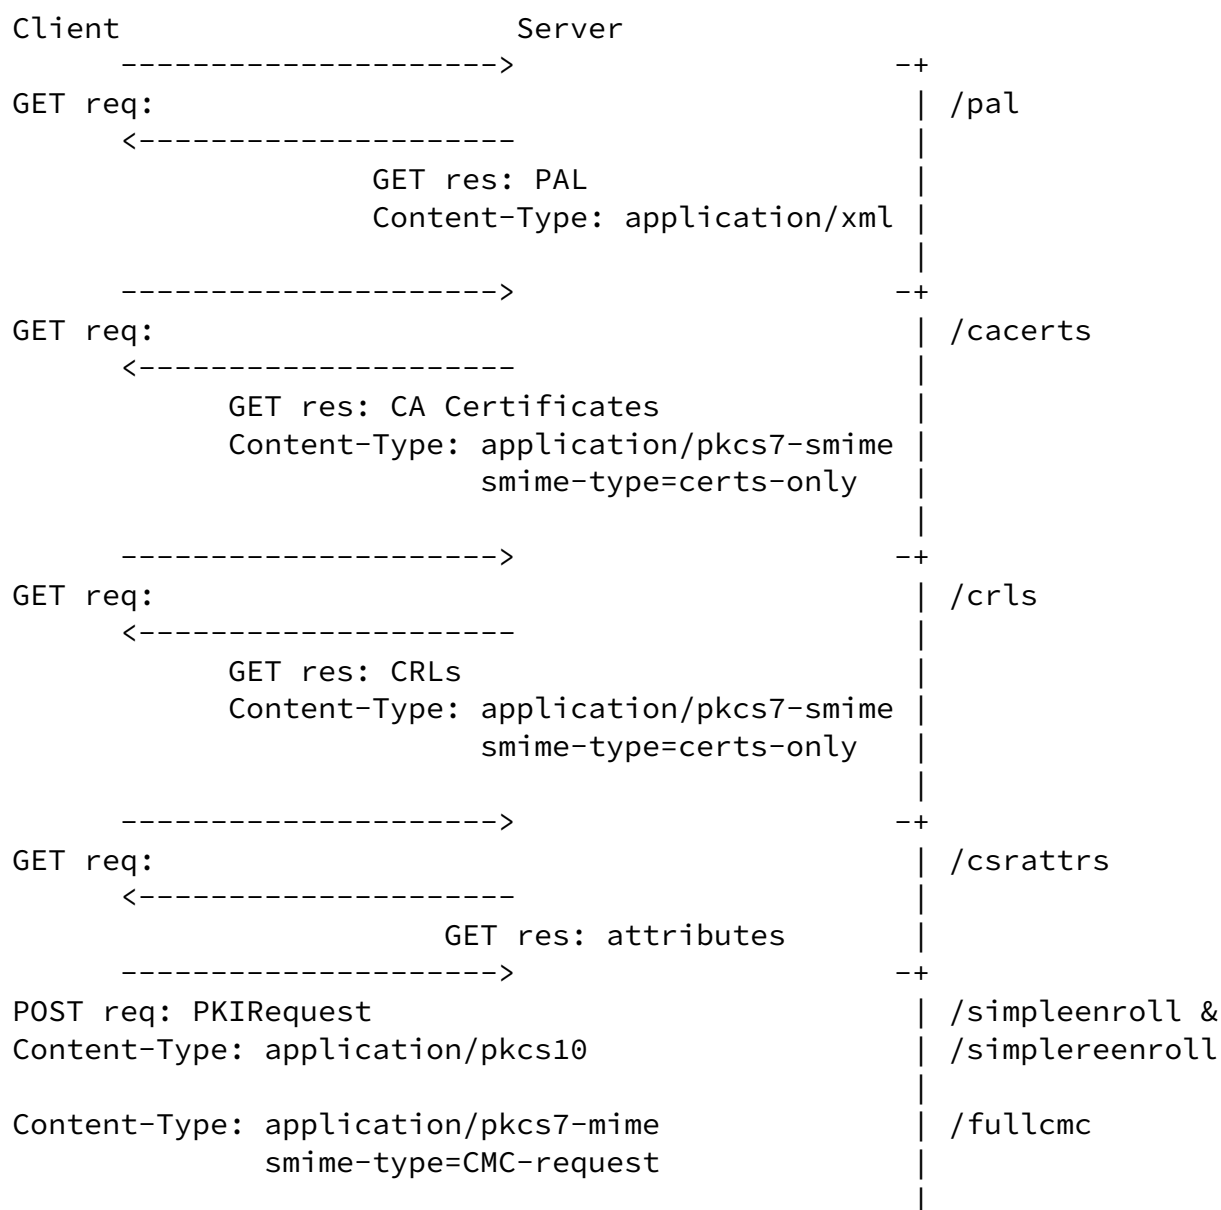 Client                      Server
      --------------------->                     -+
GET req:                                          | /pal
      <---------------------                      |
                    GET res: PAL                  |
                    Content-Type: application/xml |
                                                  |
      --------------------->                     -+
GET req:                                          | /cacerts
      <---------------------                      |
            GET res: CA Certificates              |
            Content-Type: application/pkcs7-smime |
                          smime-type=certs-only   |
                                                  |
      --------------------->                     -+
GET req:                                          | /crls
      <---------------------                      |
            GET res: CRLs                         |
            Content-Type: application/pkcs7-smime |
                          smime-type=certs-only   |
                                                  |
      --------------------->                     -+
GET req:                                          | /csrattrs
      <---------------------                      |
                        GET res: attributes       |
      --------------------->                     -+
POST req: PKIRequest                              | /simpleenroll &
Content-Type: application/pkcs10                  | /simplereenroll
                                                  |
Content-Type: application/pkcs7-mime              | /fullcmc
              smime-type=CMC-request              |
                                                  |